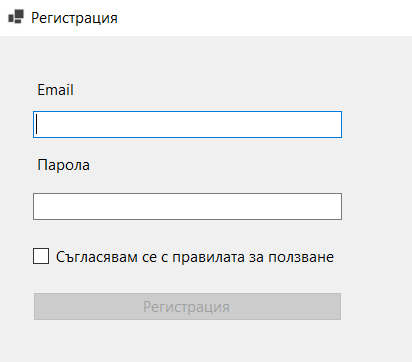 Регистрация
Email
Парола
Съгласявам се с правилата за ползване
Регистрация